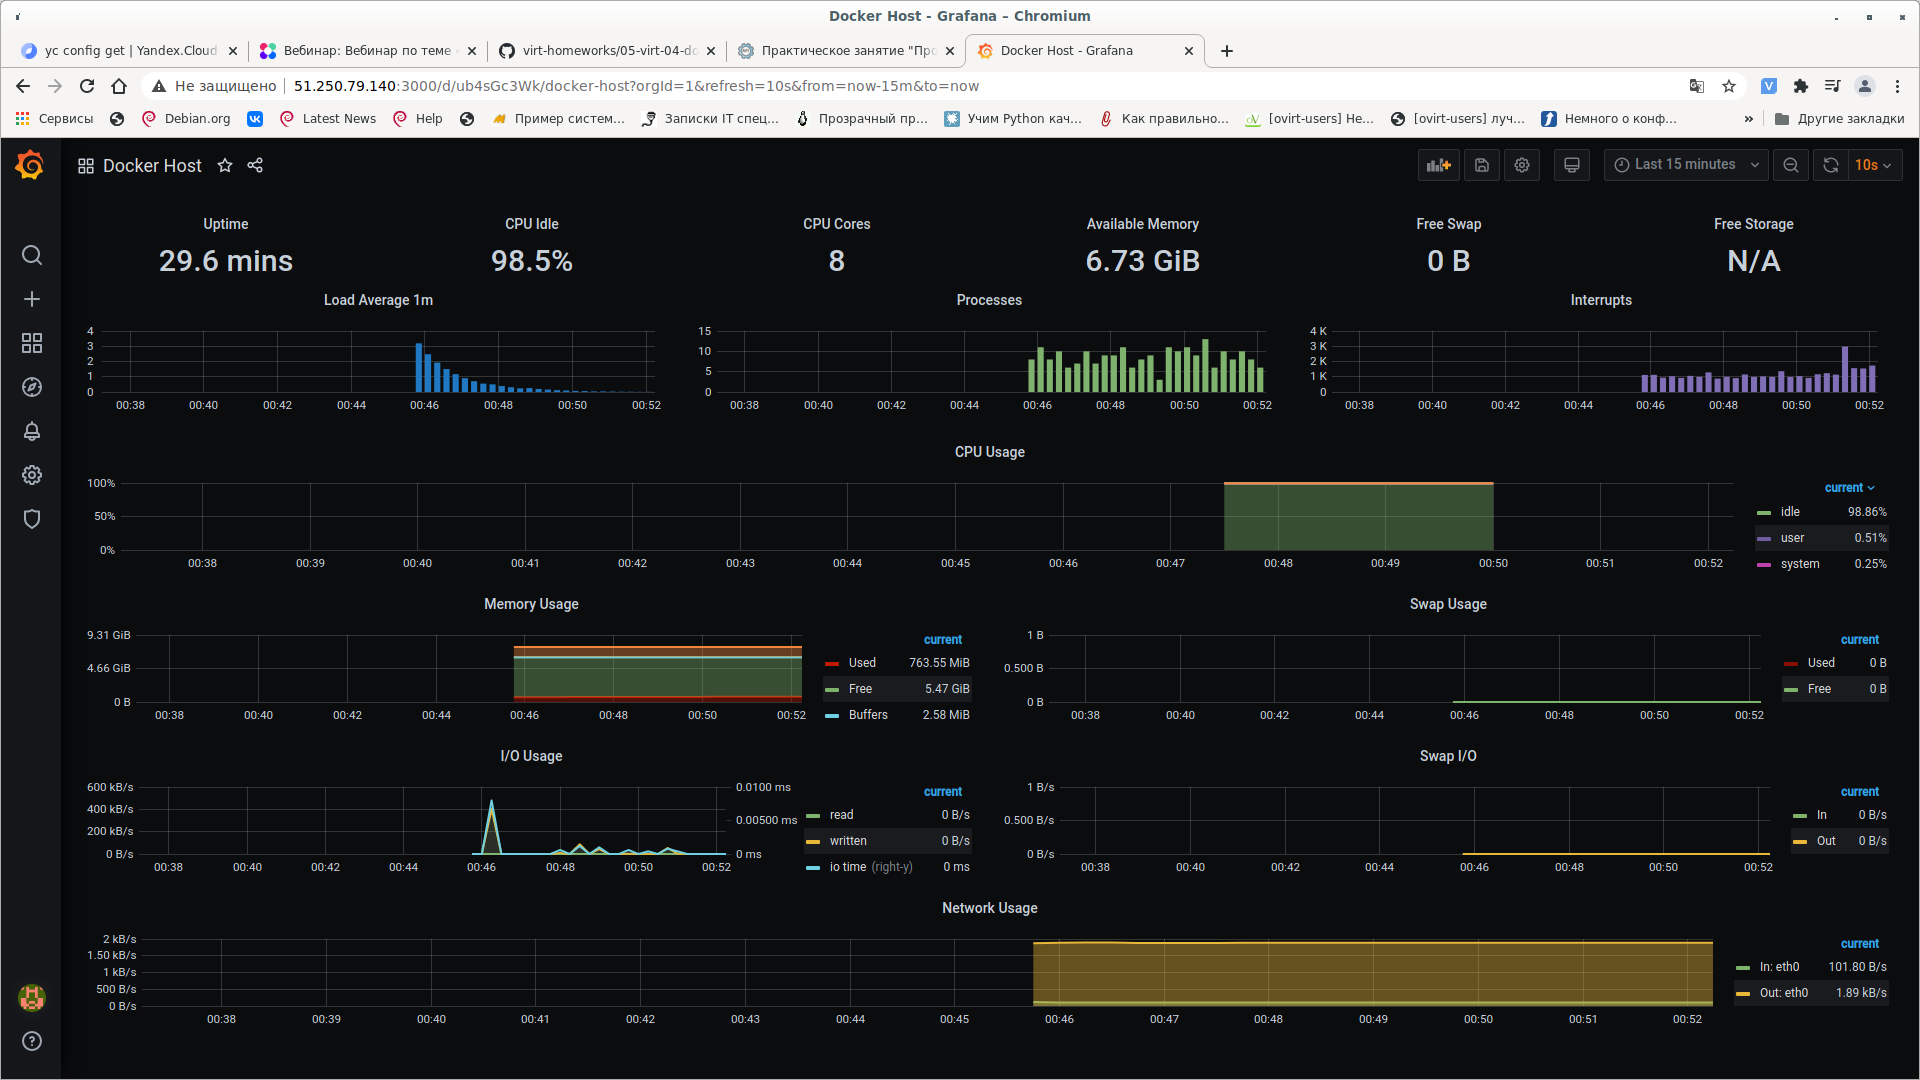 Docker Host - Grafana – Chromium
yc config get | Yandex.Cloud
Вебинар: Вебинар по теме
virt-homeworks/05-virt-04-do
Практическое занятие "Про
Docker Host - Grafana
Не защищено
51.250.79.140:3000/d/ub4sGc3Wk/docker-host?orgId=1&refresh=10s&from=now-15m&to=now
Сервисы
Debian.org
Latest News
Help
Пример систем...
Записки IT спец...
Прозрачный пр...
Учим Python кач...
Как правильно...
[ovirt-users] Не...
[ovirt-users] луч...
Немного о конф...
»
Другие закладки
Docker Host
Last 15 minutes
10s
Uptime
29.6 mins
CPU Idle
98.5%
CPU Cores
8
Available Memory
6.73 GiB
Free Swap
0 B
Free Storage
N/A
Load Average 1m
4
3
2
1
0
00:38 00:40 00:42 00:44 00:46 00:48 00:50 00:52
Processes
15
10
5
0
00:38 00:40 00:42 00:44 00:46 00:48 00:50 00:52
Interrupts
4 K
3 K
2 K
1 K
0
00:38 00:40 00:42 00:44 00:46 00:48 00:50 00:52
CPU Usage
100%
50%
0%
00:38 00:39 00:40 00:41 00:42 00:43 00:44 00:45 00:46 00:47 00:48 00:49 00:50 00:51 00:52
current
idle 98.86%
user 0.51%
system 0.25%
Memory Usage
9.31 GiB
4.66 GiB
0 B
00:38 00:40 00:42 00:44 00:46 00:48 00:50 00:52
current
Used 763.55 MiB
Free 5.47 GiB
Buffers 2.58 MiB
Swap Usage
1 B
0.500 B
0 B
00:38 00:40 00:42 00:44 00:46 00:48 00:50 00:52
current
Used 0 B
Free 0 B
I/O Usage
600 kB/s
400 kB/s
200 kB/s
0 B/s
0.0100 ms
0.00500 ms
0 ms
00:38 00:40 00:42 00:44 00:46 00:48 00:50 00:52
current
read 0 B/s
written 0 B/s
io time (right-y) 0 ms
Swap I/O
1 B/s
0.500 B/s
0 B/s
00:38 00:40 00:42 00:44 00:46 00:48 00:50 00:52
current
In 0 B/s
Out 0 B/s
Network Usage
2 kB/s
1.50 kB/s
1 kB/s
500 B/s
0 B/s
00:38 00:39 00:40 00:41 00:42 00:43 00:44 00:45 00:46 00:47 00:48 00:49 00:50 00:51 00:52
current
In: eth0 101.80 B/s
Out: eth0 1.89 kB/s